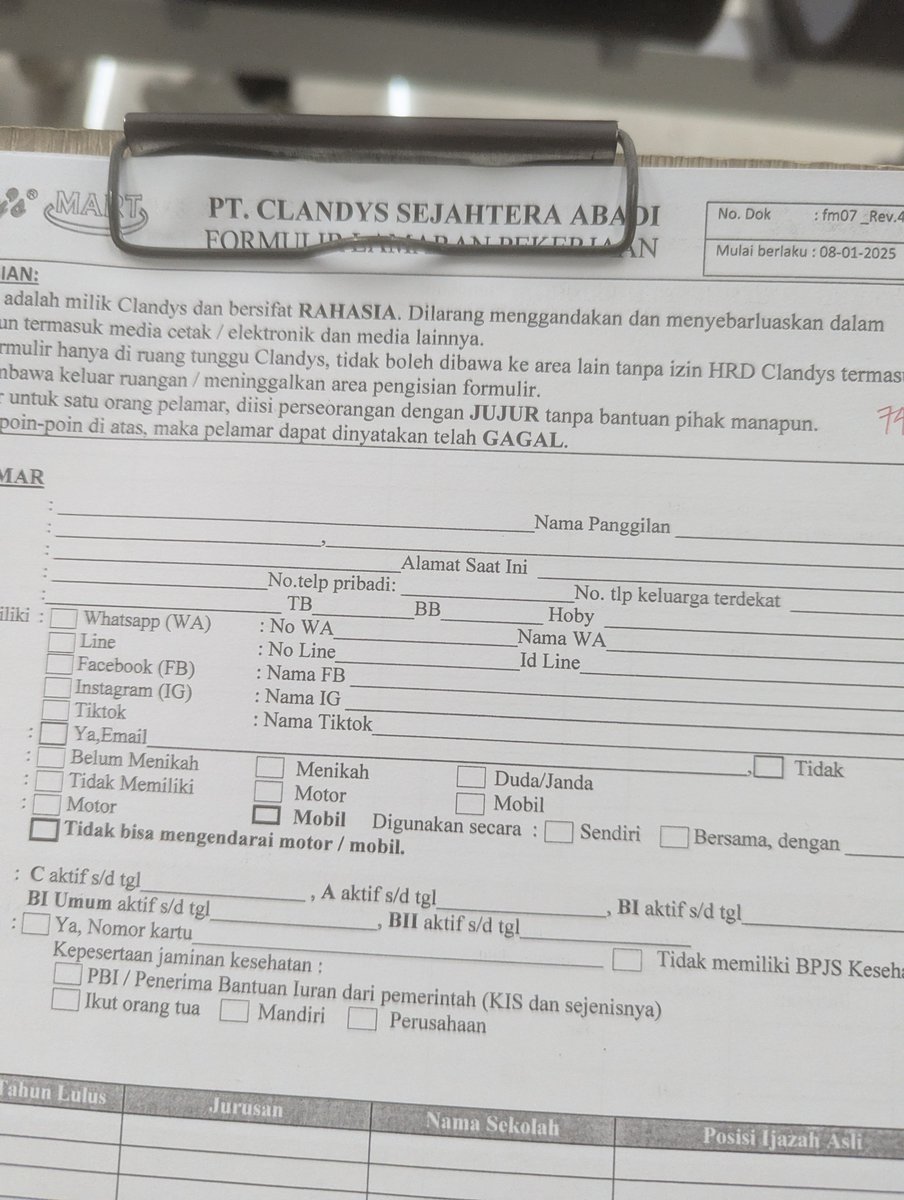 's® MART
PT. CLANDYS SEJAHTERA ABADI
FORMULIR LAMARAN PEKERJAAN
No. Dok : fm07 _Rev.4
Mulai berlaku : 08-01-2025
IAN:
adalah milik Clandys dan bersifat RAHASIA. Dilarang menggandakan dan menyebarluaskan dalam
un termasuk media cetak / elektronik dan media lainnya.
rmulir hanya di ruang tunggu Clandys, tidak boleh dibawa ke area lain tanpa izin HRD Clandys termasu
mbawa keluar ruangan / meninggalkan area pengisian formulir.
untuk satu orang pelamar, diisi perseorangan dengan JUJUR tanpa bantuan pihak manapun.
poin-poin di atas, maka pelamar dapat dinyatakan telah GAGAL.
74
MAR
: Nama Panggilan
: ,
: Alamat Saat Ini
: No.telp pribadi: No. tlp keluarga terdekat
: TB BB Hoby
iliki : Whatsapp (WA) : No WA Nama WA
Line : No Line Id Line
Facebook (FB) : Nama FB
Instagram (IG) : Nama IG
Tiktok : Nama Tiktok
: Ya,Email , Tidak
: Belum Menikah Menikah Duda/Janda
: Tidak Memiliki Motor Mobil
: Motor Mobil Digunakan secara : Sendiri Bersama, dengan
Tidak bisa mengendarai motor / mobil.
: C aktif s/d tgl , A aktif s/d tgl , BI aktif s/d tgl
BI Umum aktif s/d tgl , BII aktif s/d tgl
: Ya, Nomor kartu Tidak memiliki BPJS Keseha
Kepesertaan jaminan kesehatan :
PBI / Penerima Bantuan Iuran dari pemerintah (KIS dan sejenisnya)
Ikut orang tua Mandiri Perusahaan
Tahun Lulus Jurusan Nama Sekolah Posisi Ijazah Asli